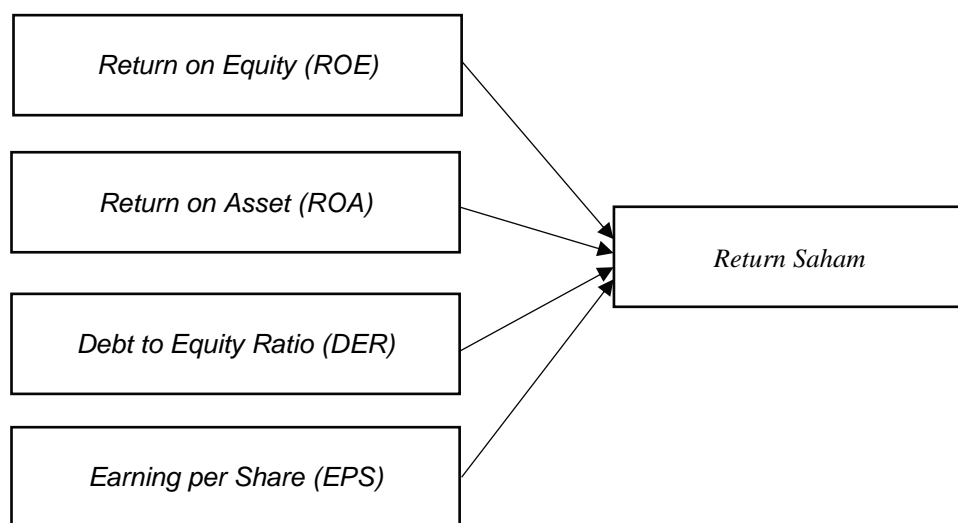 Return on Equity (ROE)
Return on Asset (ROA)
Return Saham
Debt to Equity Ratio (DER)
Earning per Share (EPS)